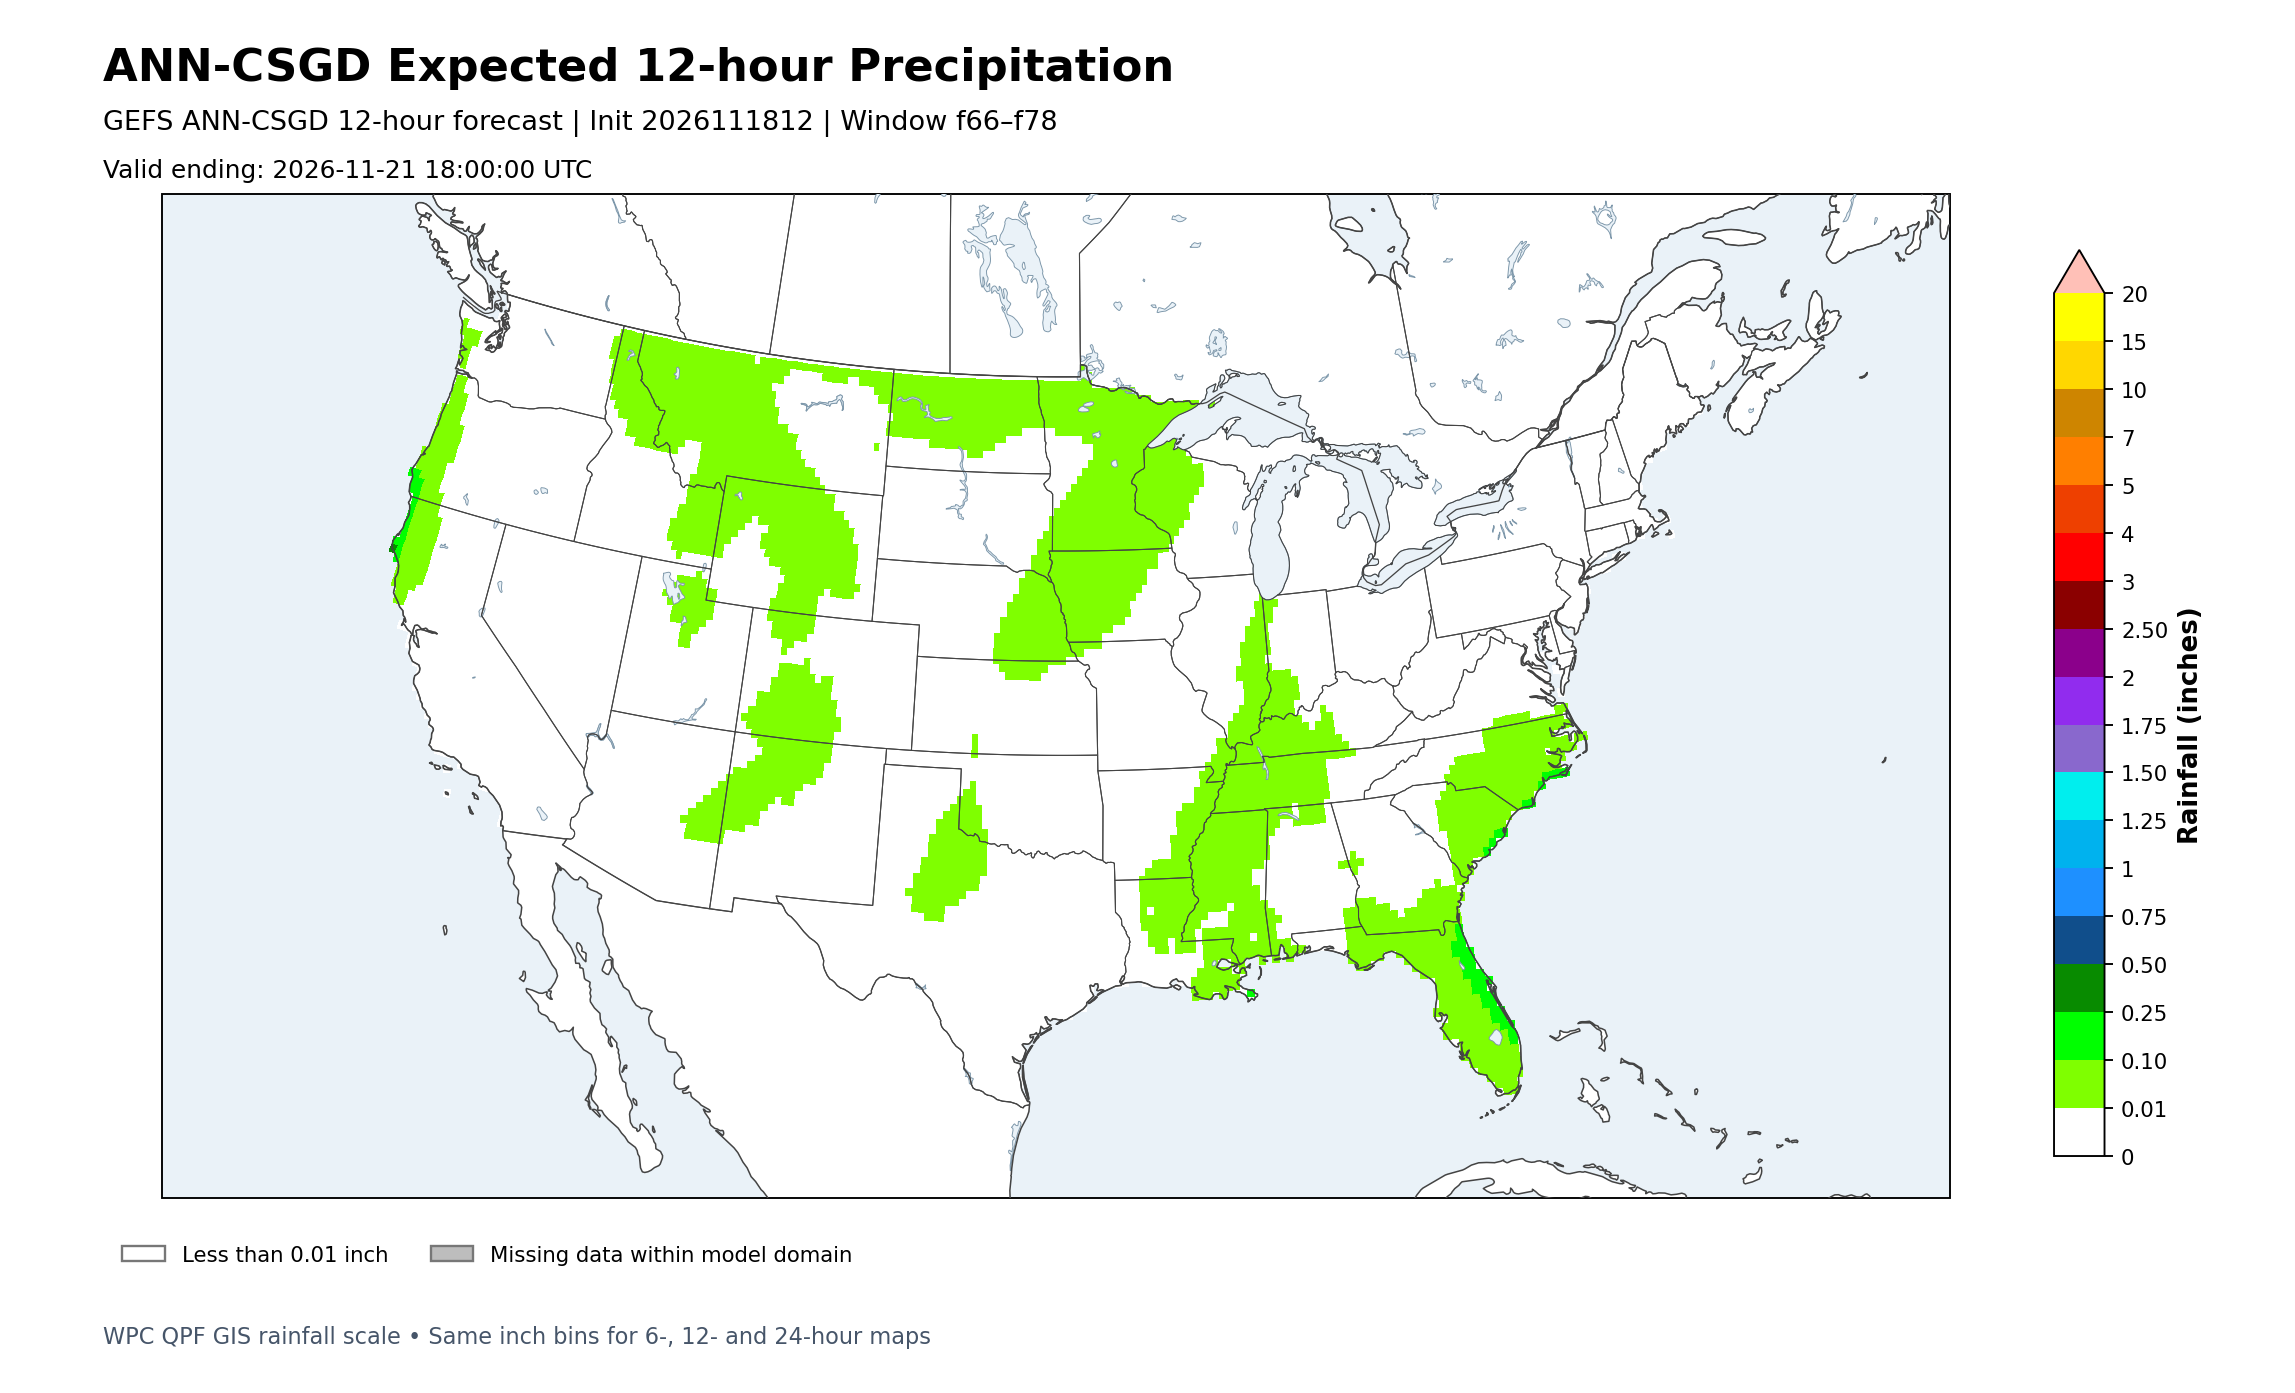 ANN-CSGD Expected 12-hour Precipitation
GEFS ANN-CSGD 12-hour forecast | Init 2026111812 | Window f66–f78
Valid ending: 2026-11-21 18:00:00 UTC
20
15
10
7
5
4
3
2.50
2
1.75
1.50
1.25
1
0.75
0.50
0.25
0.10
0.01
0
Rainfall (inches)
Less than 0.01 inch
Missing data within model domain
WPC QPF GIS rainfall scale • Same inch bins for 6-, 12- and 24-hour maps